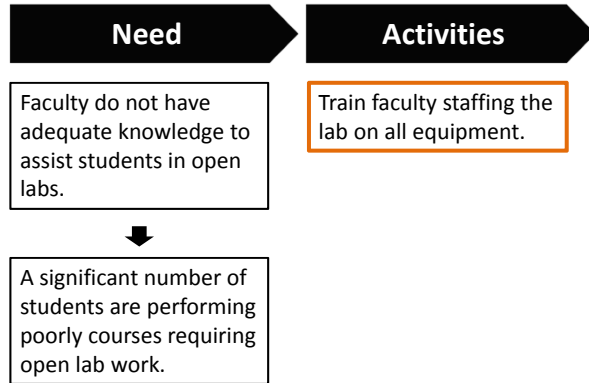 Need
Activities
Faculty do not have
adequate knowledge to
assist students in open
labs.
Train faculty staffing the
lab on all equipment.
A significant number of
students are performing
poorly courses requiring
open lab work.